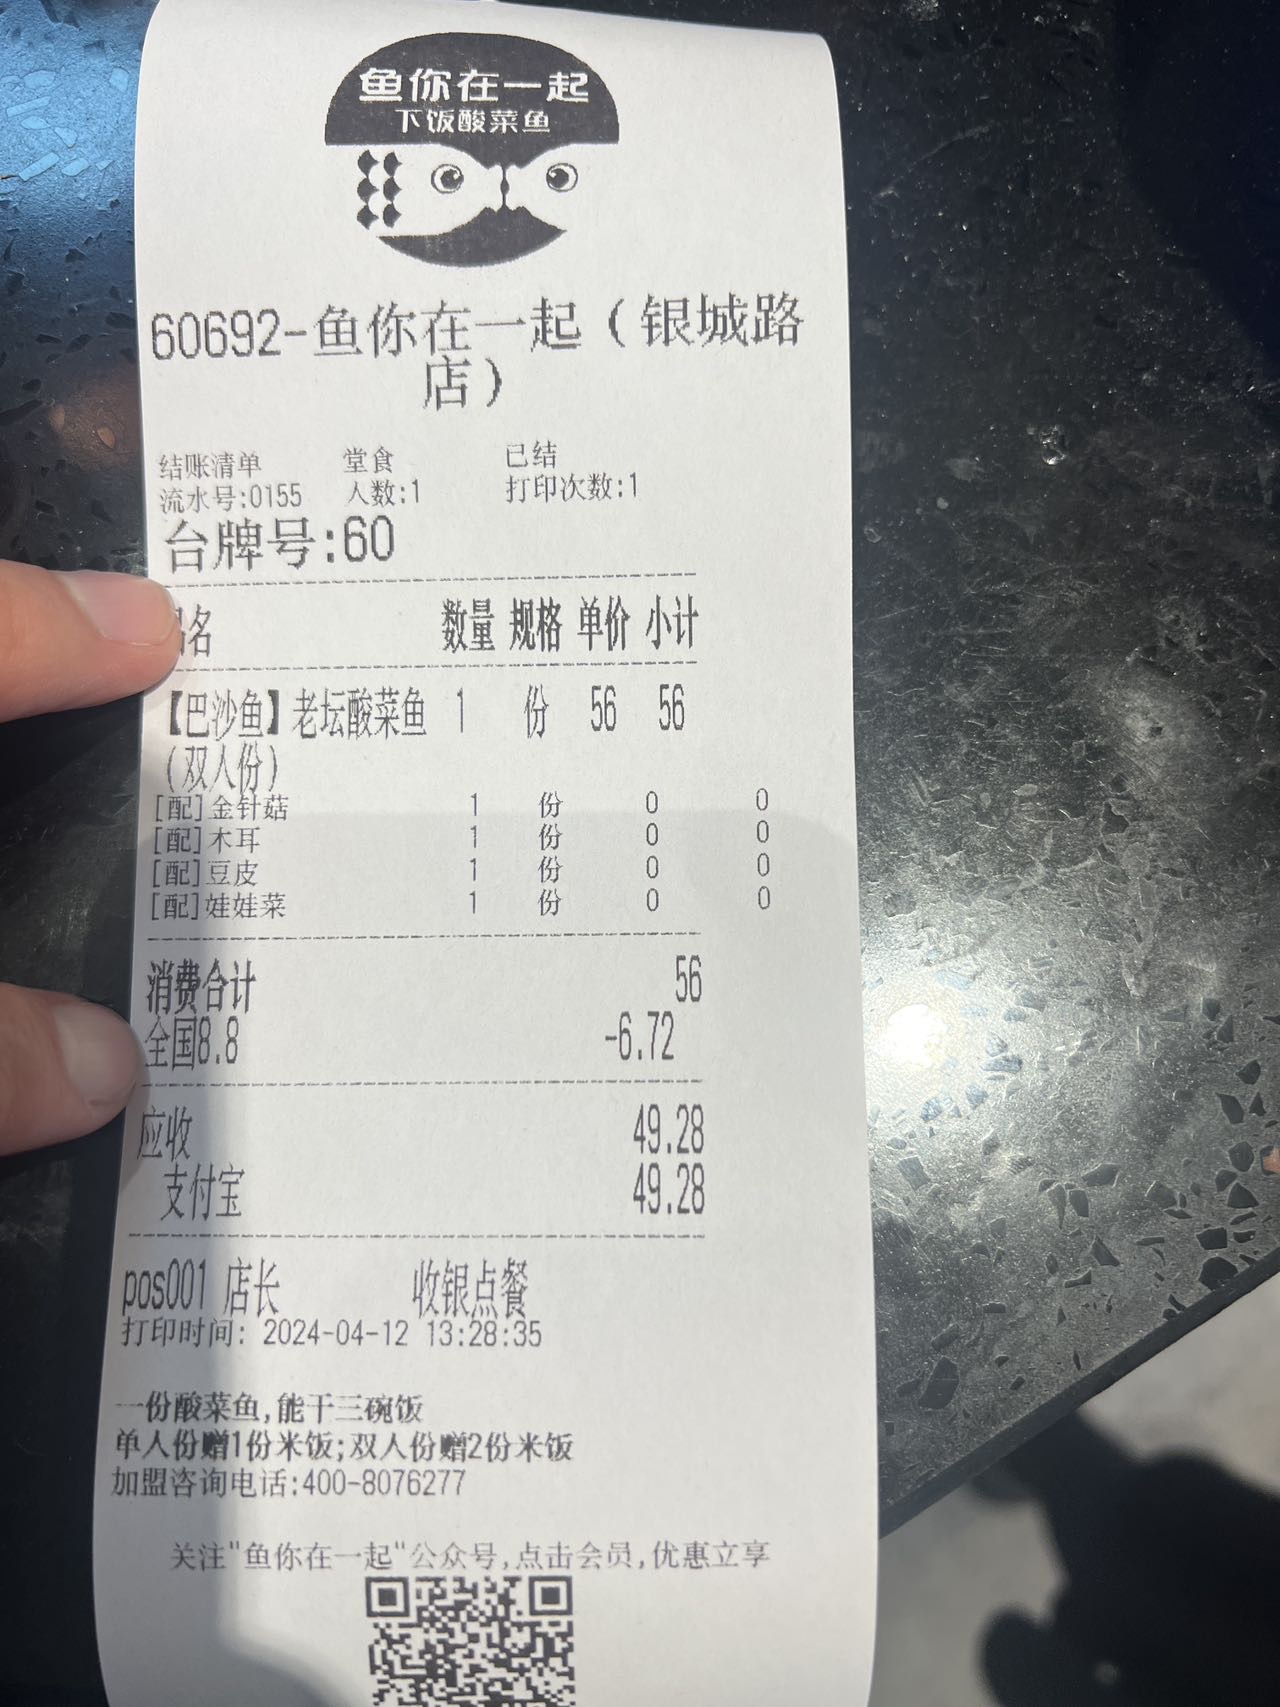 鱼你在一起
下饭酸菜鱼
60692-鱼你在一起（银城路
店）
结账清单 堂食 已结
流水号:0155 人数:1 打印次数:1
台牌号:60
名 数量 规格 单价 小计
【巴沙鱼】老坛酸菜鱼 1 份 56 56
（双人份）
[配]金针菇 1 份 0 0
[配]木耳 1 份 0 0
[配]豆皮 1 份 0 0
[配]娃娃菜 1 份 0 0
消费合计 56
全国8.8 -6.72
应收 49.28
支付宝 49.28
pos001 店长 收银点餐
打印时间: 2024-04-12 13:28:35
一份酸菜鱼,能干三碗饭
单人份赠1份米饭;双人份赠2份米饭
加盟咨询电话:400-8076277
关注"鱼你在一起"公众号,点击会员,优惠立享